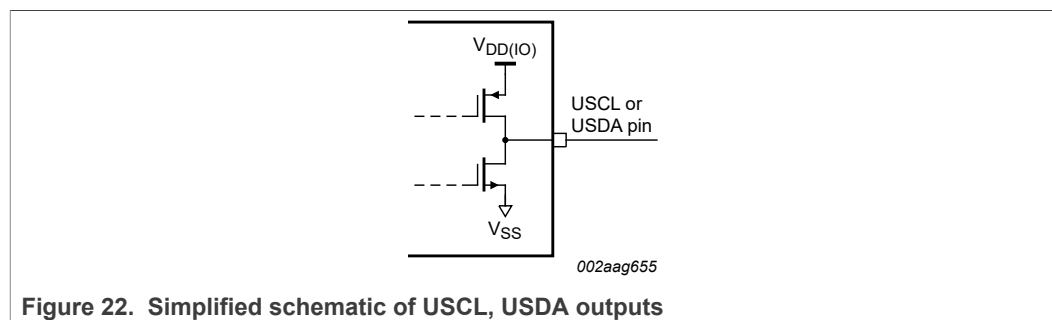 VDD(IO)
USCL or
USDA pin
VSS
002aag655
Figure 22. Simplified schematic of USCL, USDA outputs